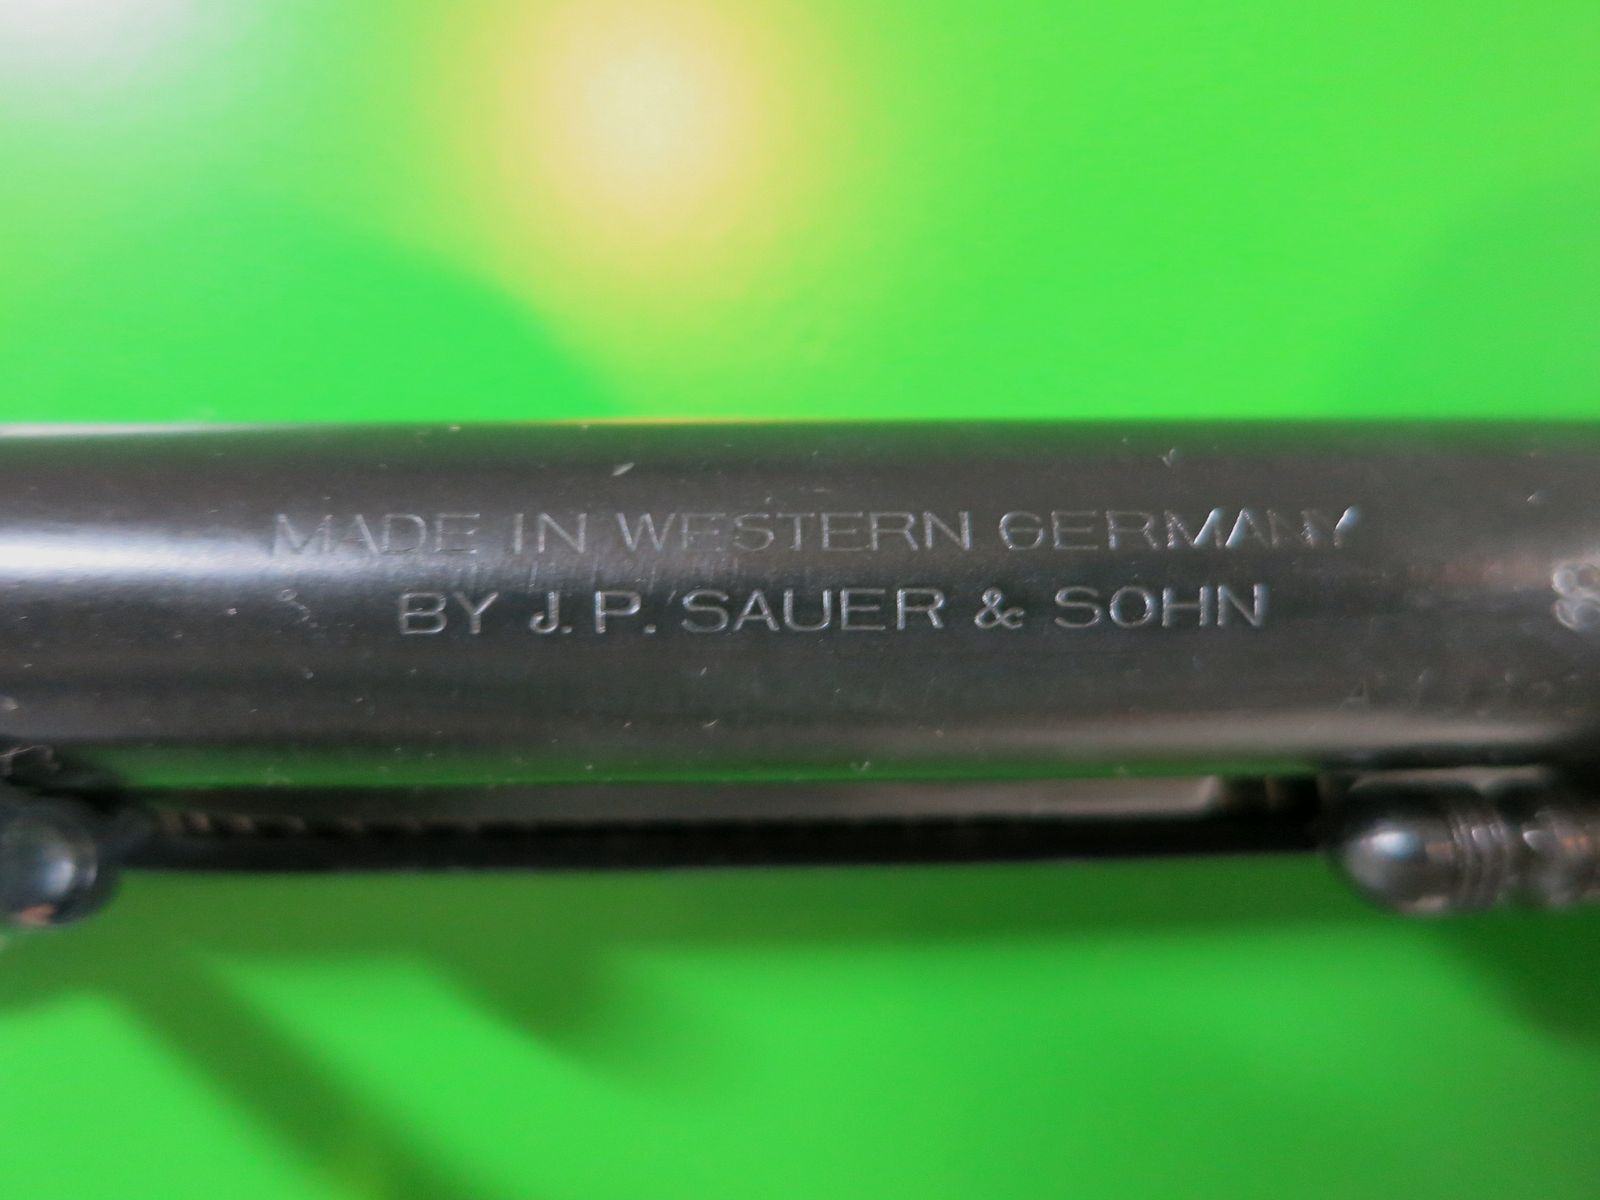 MADE IN WESTERN GERMANY
BY J. P. SAUER & SOHN